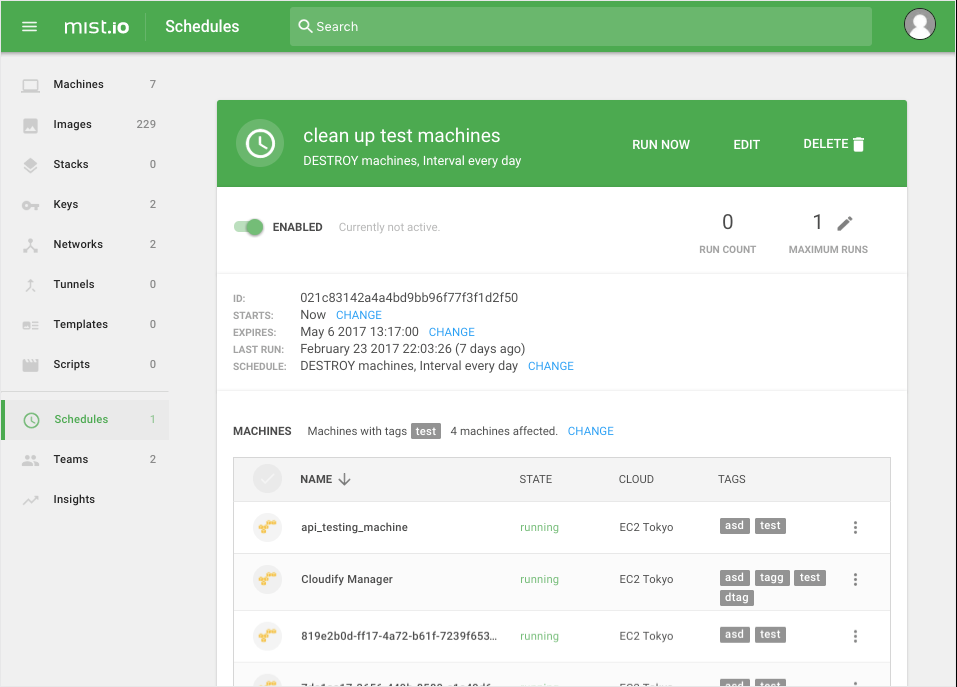 mist.io
Schedules
Search
Machines 7
Images 229
Stacks 0
Keys 2
Networks 2
Tunnels 0
Templates 0
Scripts 0
Schedules 1
Teams 2
Insights
clean up test machines
DESTROY machines, Interval every day
RUN NOW
EDIT
DELETE
ENABLED Currently not active.
0
RUN COUNT
1
MAXIMUM RUNS
ID: 021c83142a4a4bd9bb96f77f3f1d2f50
STARTS: Now CHANGE
EXPIRES: May 6 2017 13:17:00 CHANGE
LAST RUN: February 23 2017 22:03:26 (7 days ago)
SCHEDULE: DESTROY machines, Interval every day CHANGE
MACHINES Machines with tags test 4 machines affected. CHANGE
NAME STATE CLOUD TAGS
api_testing_machine running EC2 Tokyo asd test
Cloudify Manager running EC2 Tokyo asd tagg test
dtag
819e2b0d-ff17-4a72-b61f-7239f653... running EC2 Tokyo asd test
running EC2 Tokyo asd test